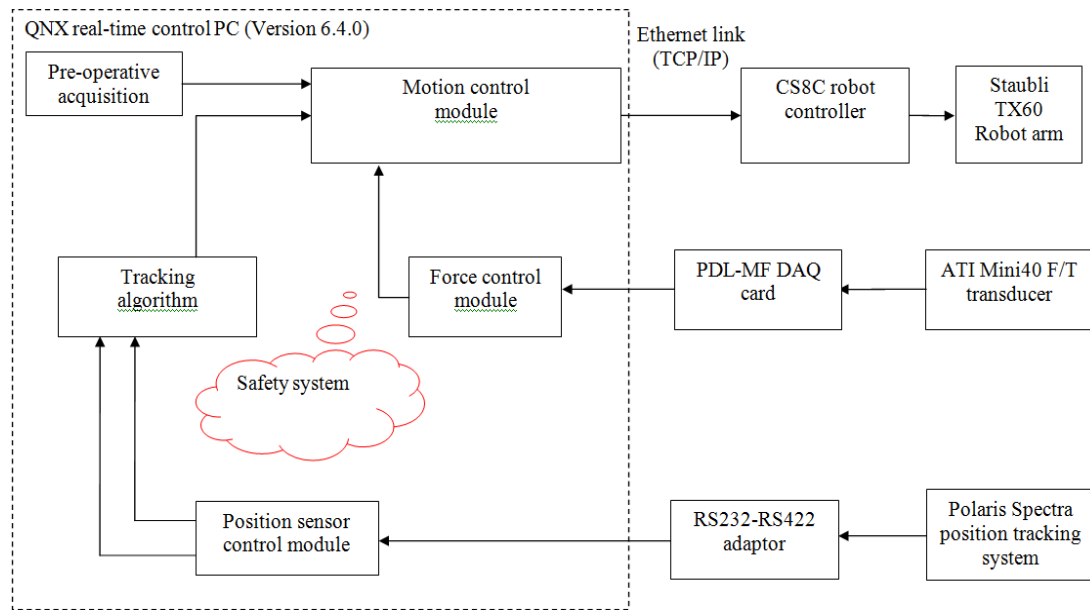 QNX real-time control PC (Version 6.4.0)
Ethernet link
(TCP/IP)
Pre-operative
acquisition
Motion control
module
CS8C robot
controller
Staubli
TX60
Robot arm
Tracking
algorithm
Force control
module
PDL-MF DAQ
card
ATI Mini40 F/T
transducer
Safety system
Position sensor
control module
RS232-RS422
adaptor
Polaris Spectra
position tracking
system